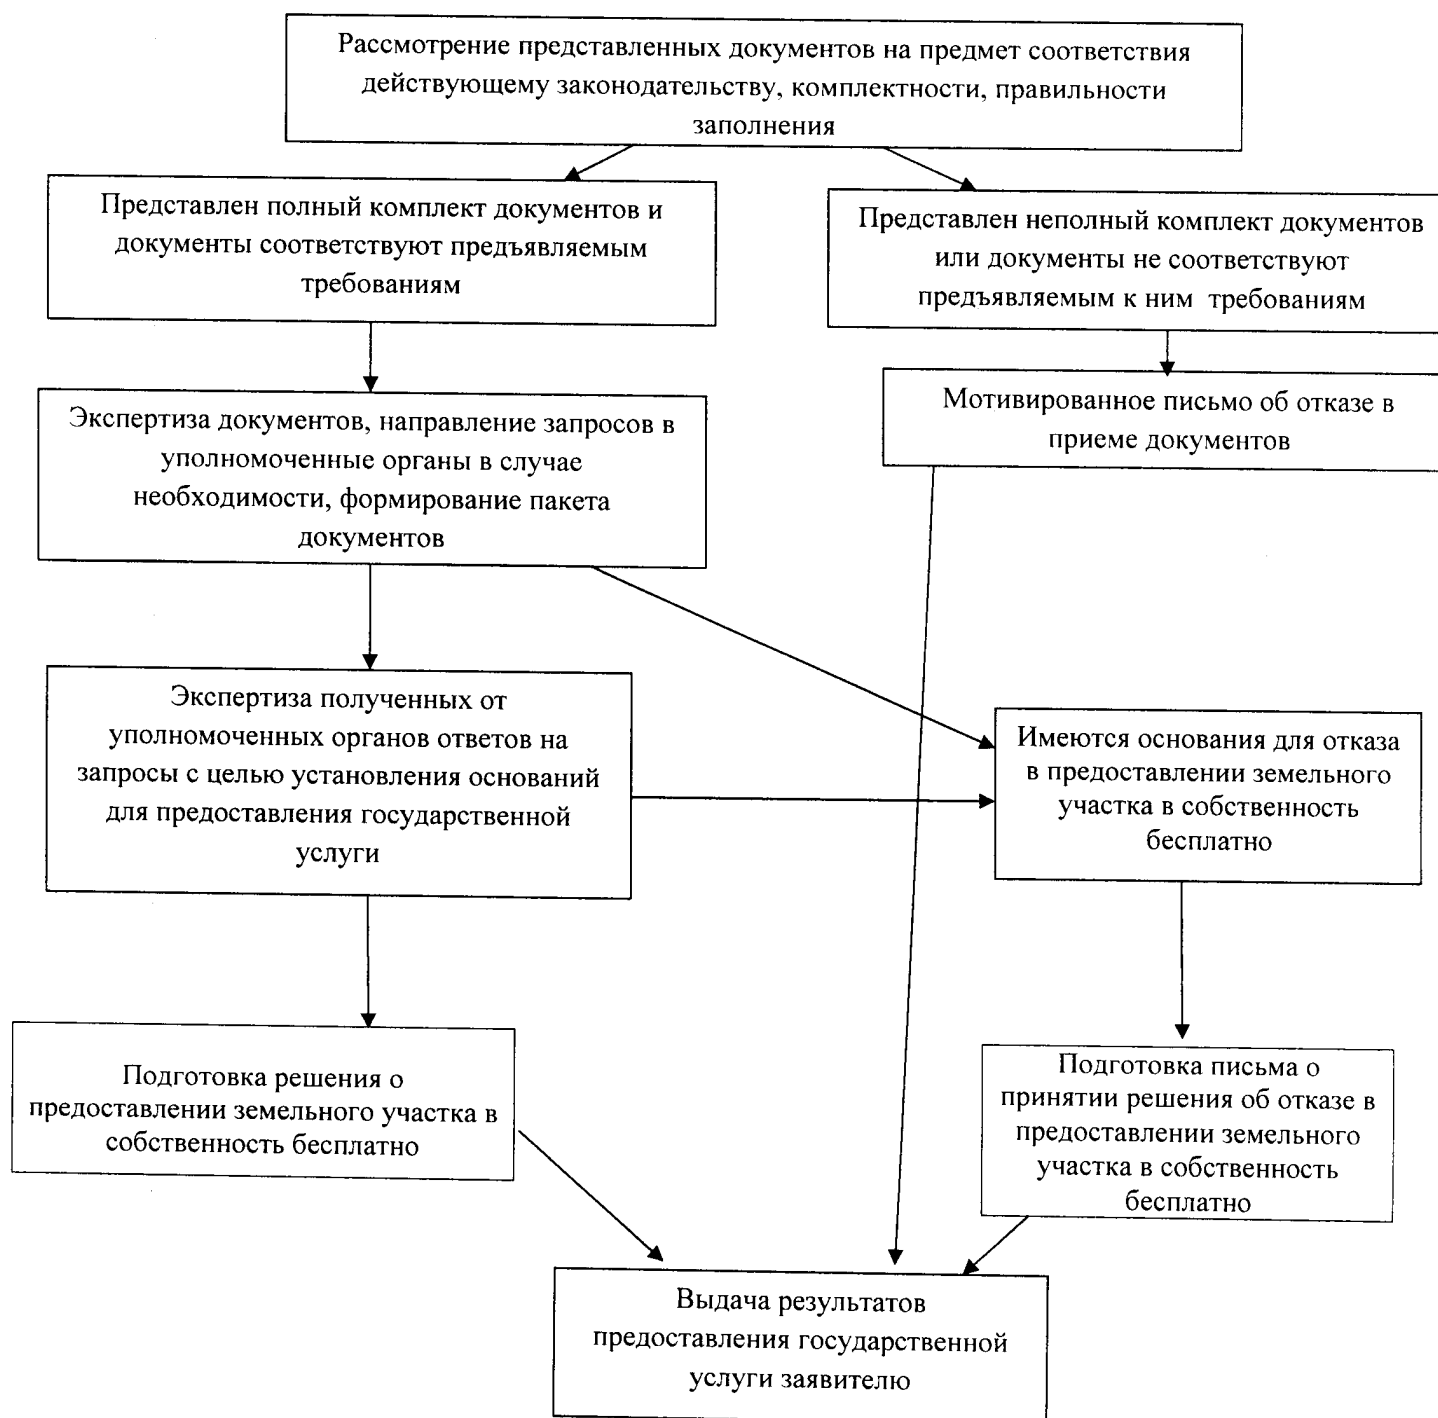 Рассмотрение представленных документов на предмет соответствия
действующему законодательству, комплектности, правильности
заполнения
Представлен полный комплект документов и
документы соответствуют предъявляемым
требованиям
Представлен неполный комплект документов
или документы не соответствуют
предъявляемым к ним требованиям
Экспертиза документов, направление запросов в
уполномоченные органы в случае
необходимости, формирование пакета
документов
Мотивированное письмо об отказе в
приеме документов
Экспертиза полученных от
уполномоченных органов ответов на
запросы с целью установления оснований
для предоставления государственной
услуги
Имеются основания для отказа
в предоставлении земельного
участка в собственность
бесплатно
Подготовка решения о
предоставлении земельного участка в
собственность бесплатно
Подготовка письма о
принятии решения об отказе в
предоставлении земельного
участка в собственность
бесплатно
Выдача результатов
предоставления государственной
услуги заявителю